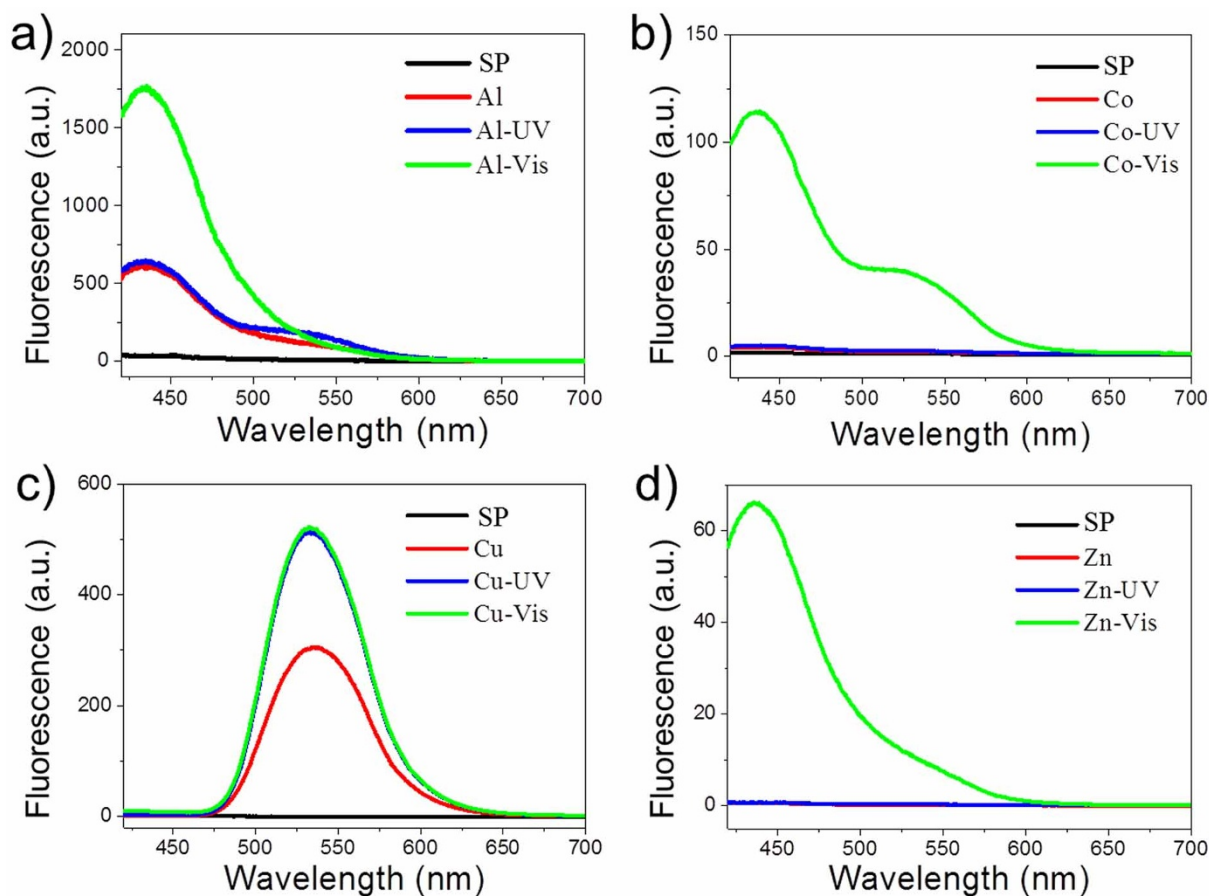 a)
2000
1500
1000
500
0
Fluorescence (a.u.)
SP
Al
Al-UV
Al-Vis
450 500 550 600 650 700
Wavelength (nm)
b)
150
100
50
0
Fluorescence (a.u.)
SP
Co
Co-UV
Co-Vis
450 500 550 600 650 700
Wavelength (nm)
c)
600
400
200
0
Fluorescence (a.u.)
SP
Cu
Cu-UV
Cu-Vis
450 500 550 600 650 700
Wavelength (nm)
d)
60
40
20
0
Fluorescence (a.u.)
SP
Zn
Zn-UV
Zn-Vis
450 500 550 600 650 700
Wavelength (nm)